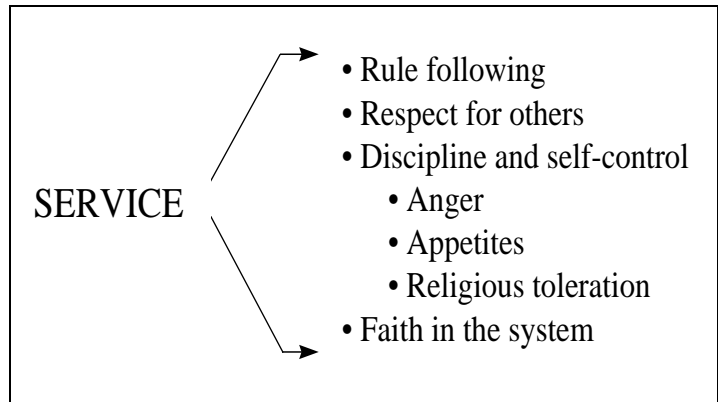 • Rule following
• Respect for others
• Discipline and self-control
SERVICE
• Anger
• Appetites
• Religious toleration
• Faith in the system